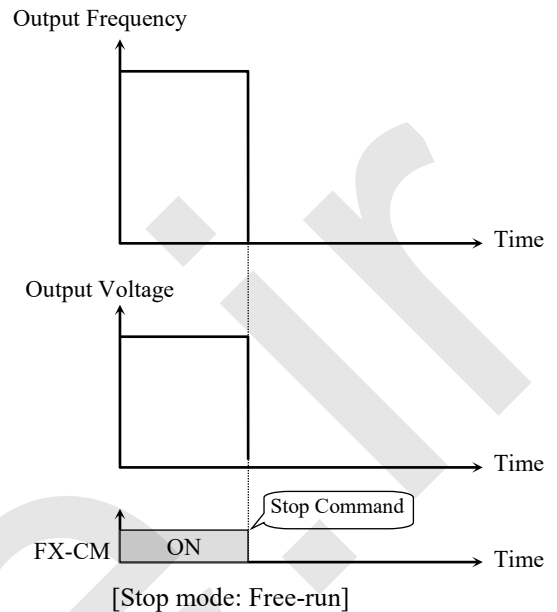 Output Frequency
Time
Output Voltage
Time
Stop Command
FX-CM
ON
Time
[Stop mode: Free-run]